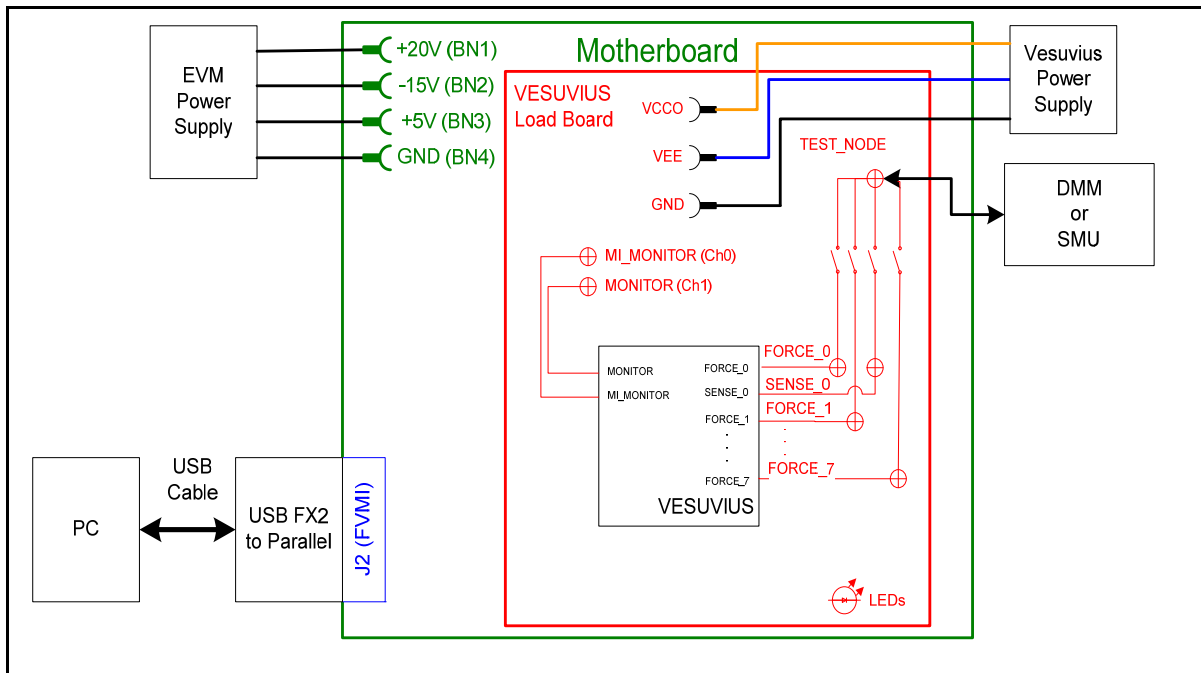 EVM
Power
Supply
+20V (BN1)
-15V (BN2)
+5V (BN3)
GND (BN4)
Motherboard
VESUVIUS
Load Board
VCCO
VEE
GND
Vesuvius
Power
Supply
TEST_NODE
DMM
or
SMU
MI_MONITOR (Ch0)
MONITOR (Ch1)
MONITOR
MI_MONITOR
FORCE_0
SENSE_0
FORCE_1
FORCE_7
VESUVIUS
FORCE_0
SENSE_0
FORCE_1
FORCE_7
PC
USB
Cable
USB FX2
to Parallel
J2 (FVMI)
LEDs